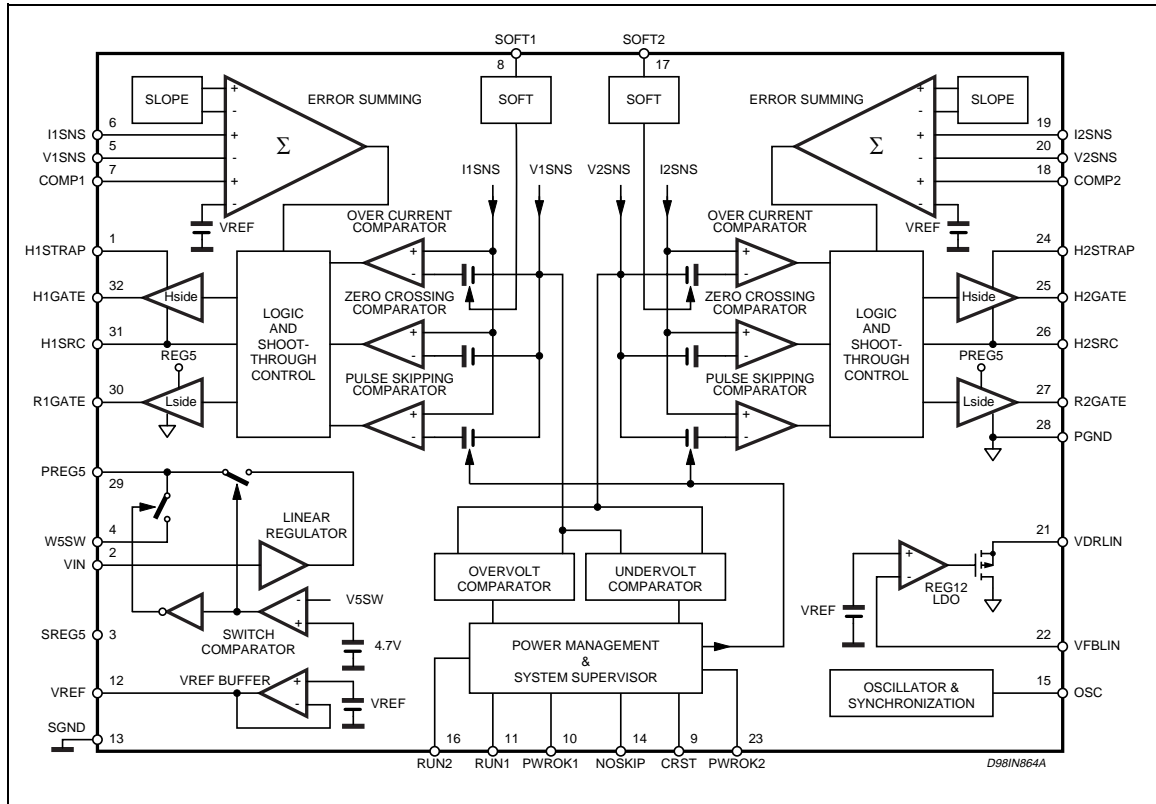 SOFT1
SOFT2
8
17
SLOPE
+
-
ERROR SUMMING
SOFT
SOFT
ERROR SUMMING
+
-
SLOPE
I1SNS
6
+
Σ
Σ
+
19
I2SNS
V1SNS
5
-
-
20
V2SNS
COMP1
7
+
I1SNS
V1SNS
V2SNS
I2SNS
+
18
COMP2
-
VREF
-
VREF
OVER CURRENT
COMPARATOR
OVER CURRENT
COMPARATOR
H1STRAP
1
24
H2STRAP
+
-
+
-
H1GATE
32
Hside
Hside
25
H2GATE
ZERO CROSSING
COMPARATOR
ZERO CROSSING
COMPARATOR
LOGIC
AND
SHOOT-
THROUGH
CONTROL
LOGIC
AND
SHOOT-
THROUGH
CONTROL
H1SRC
31
+
-
+
-
26
H2SRC
REG5
PREG5
PULSE SKIPPING
COMPARATOR
PULSE SKIPPING
COMPARATOR
R1GATE
30
Lside
+
-
+
-
Lside
27
R2GATE
28
PGND
PREG5
29
LINEAR
REGULATOR
W5SW
4
VIN
2
21
VDRLIN
OVERVOLT
COMPARATOR
UNDERVOLT
COMPARATOR
+
-
REG12
LDO
VREF
-
+
V5SW
SREG5
3
SWITCH
COMPARATOR
4.7V
POWER MANAGEMENT
&
SYSTEM SUPERVISOR
22
VFBLIN
VREF
12
VREF BUFFER
+
-
VREF
OSCILLATOR &
SYNCHRONIZATION
15
OSC
SGND
13
16
11
10
14
9
23
RUN2
RUN1
PWROK1
NOSKIP
CRST
PWROK2
D98IN864A